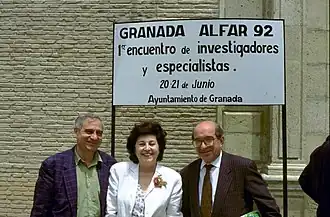 GRANADA ALFAR 92
1er encuentro de investigadores
y especialistas.
20-21 de Junio
Ayuntamiento de Granada